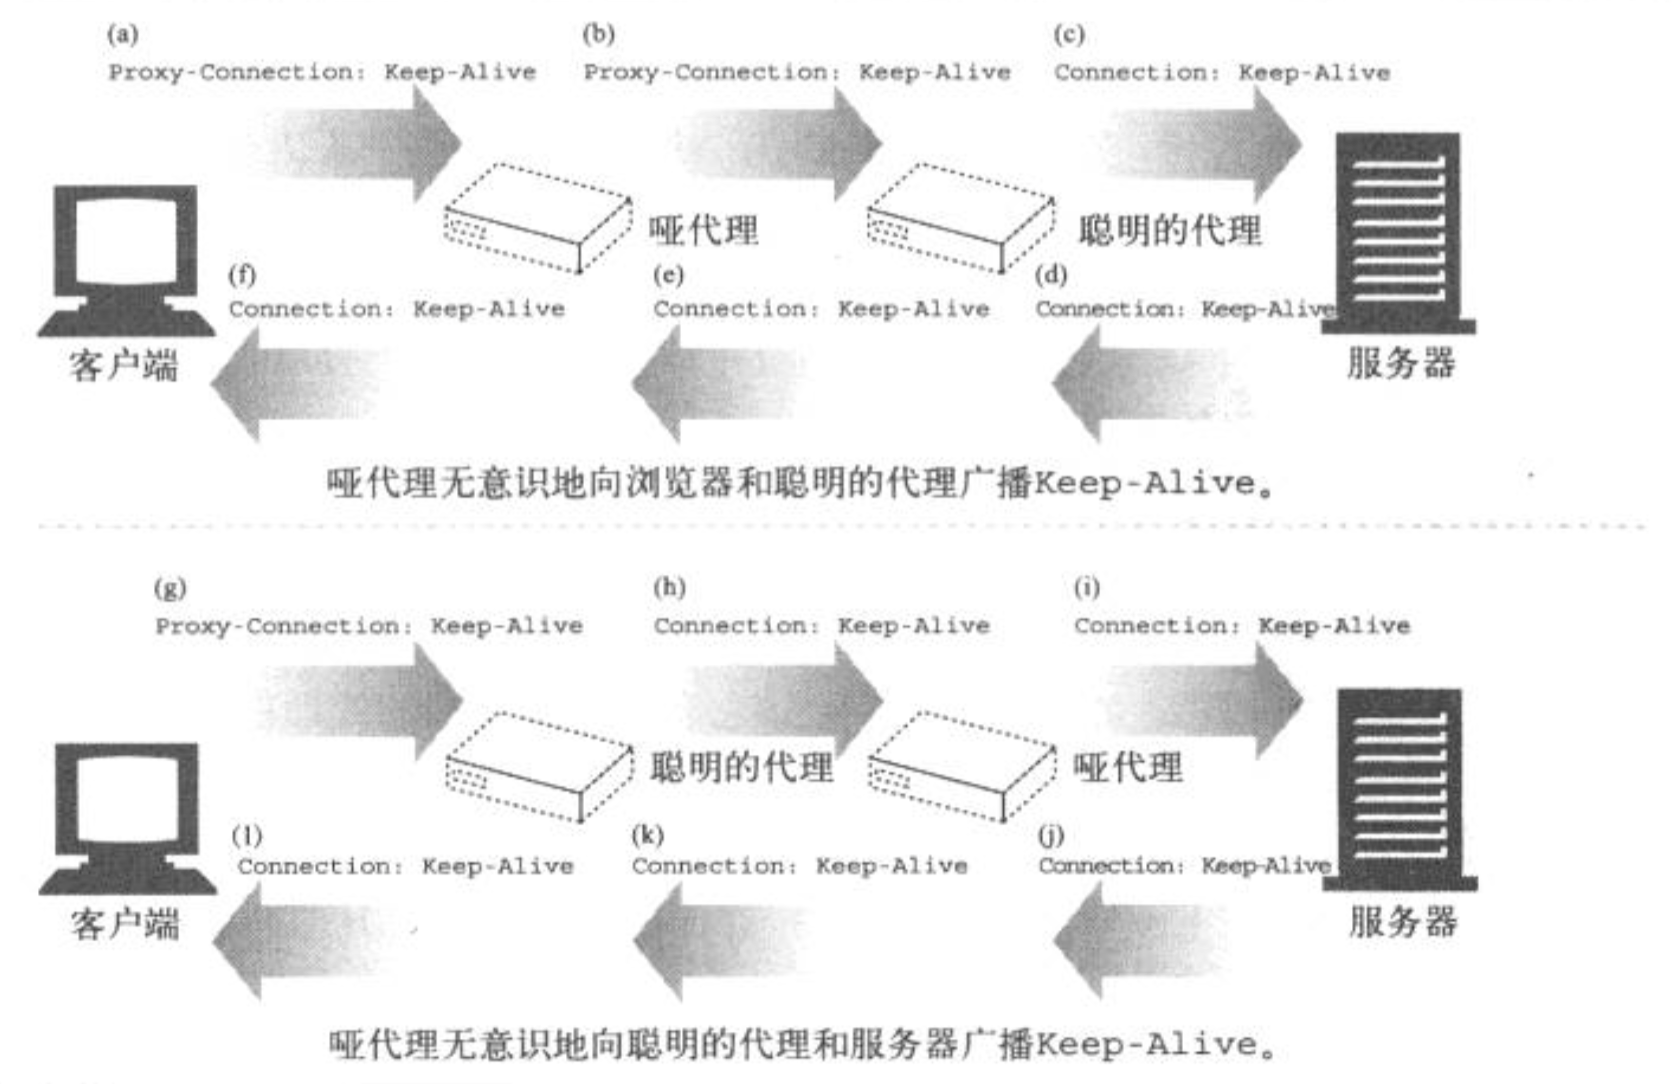 (a) (b) (c)
Proxy-Connection: Keep-Alive Proxy-Connection: Keep-Alive Connection: Keep-Alive
哑代理 聪明的代理
(f) (e) (d)
Connection: Keep-Alive Connection: Keep-Alive Connection: Keep-Alive
客户端 服务器
哑代理无意识地向浏览器和聪明的代理广播Keep-Alive。
(g) (h) (i)
Proxy-Connection: Keep-Alive Connection: Keep-Alive Connection: Keep-Alive
聪明的代理 哑代理
(l) (k) (j)
Connection: Keep-Alive Connection: Keep-Alive Connection: Keep-Alive
客户端 服务器
哑代理无意识地向聪明的代理和服务器广播Keep-Alive。